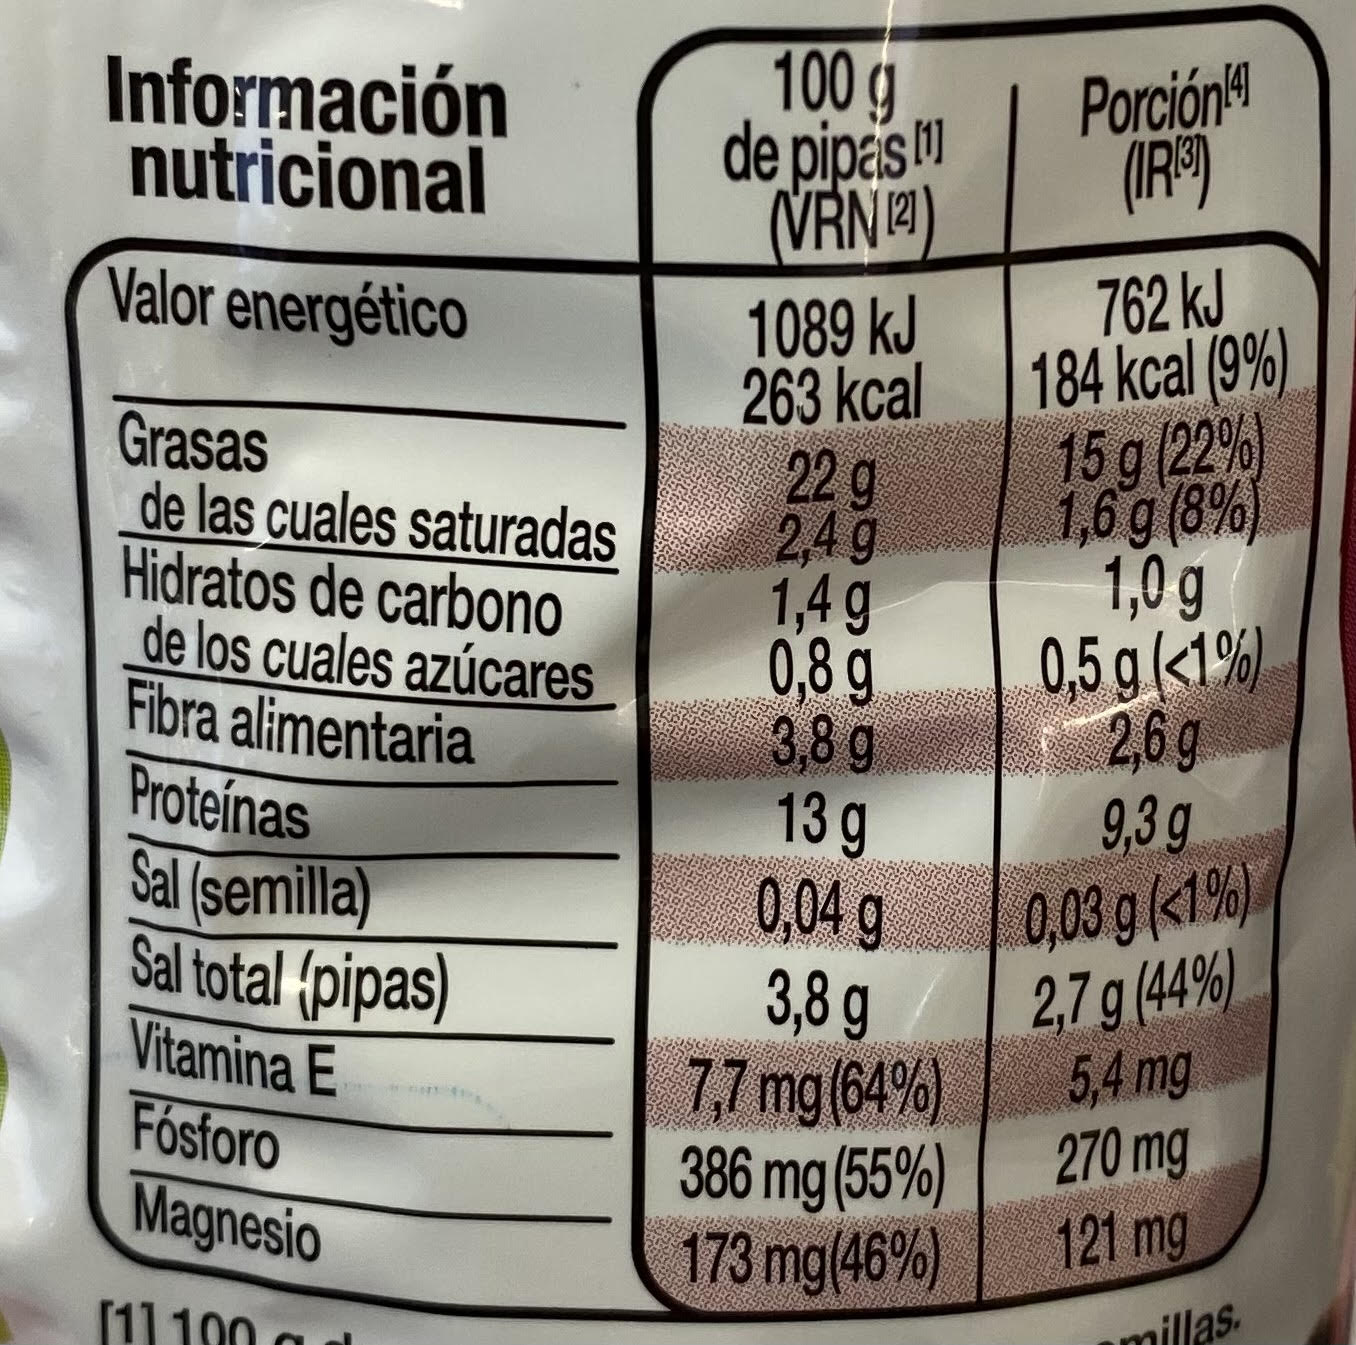 Información
nutricional
100 g
de pipas [1]
(VRN [2])
Porción[4]
(IR[3])
Valor energético
1089 kJ
762 kJ
263 kcal
184 kcal (9%)
Grasas
22 g
15 g (22%)
de las cuales saturadas
2,4 g
1,6 g (8%)
Hidratos de carbono
1,4 g
1,0 g
de los cuales azúcares
0,8 g
0,5 g (<1%)
Fibra alimentaria
3,8 g
2,6 g
Proteínas
13 g
9,3 g
Sal (semilla)
0,04 g
0,03 g (<1%)
Sal total (pipas)
3,8 g
2,7 g (44%)
Vitamina E
7,7 mg (64%)
5,4 mg
Fósforo
386 mg (55%)
270 mg
Magnesio
173 mg (46%)
121 mg
[1] 100 g